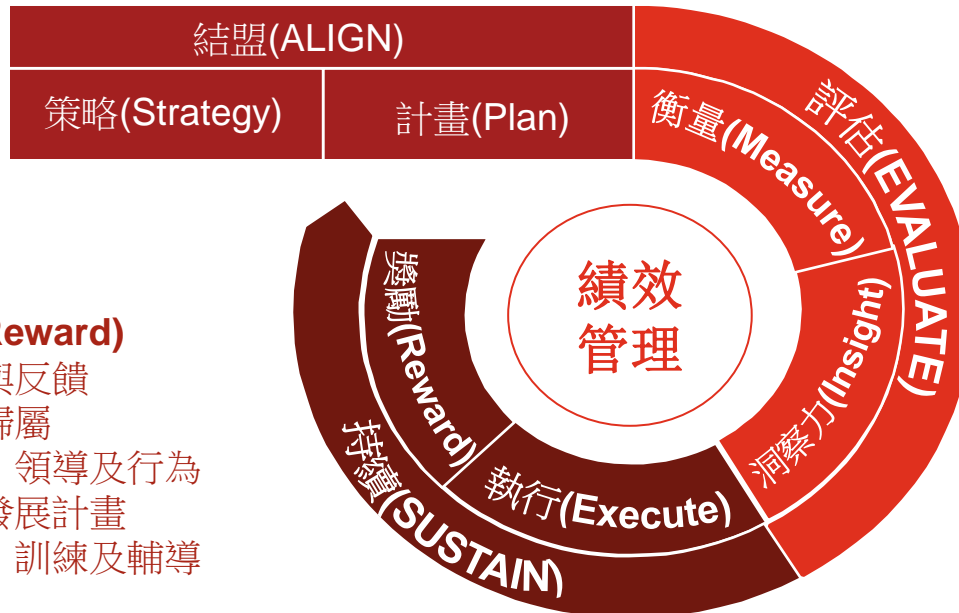 結盟(ALIGN)
策略(Strategy)
計畫(Plan)
評估(EVALUATE)
衡量(Measure)
洞察力(Insight)
績效
管理
獎勵(Reward)
執行(Execute)
持續(SUSTAIN)
Reward)
與反饋
歸屬
領導及行為
發展計畫
訓練及輔導